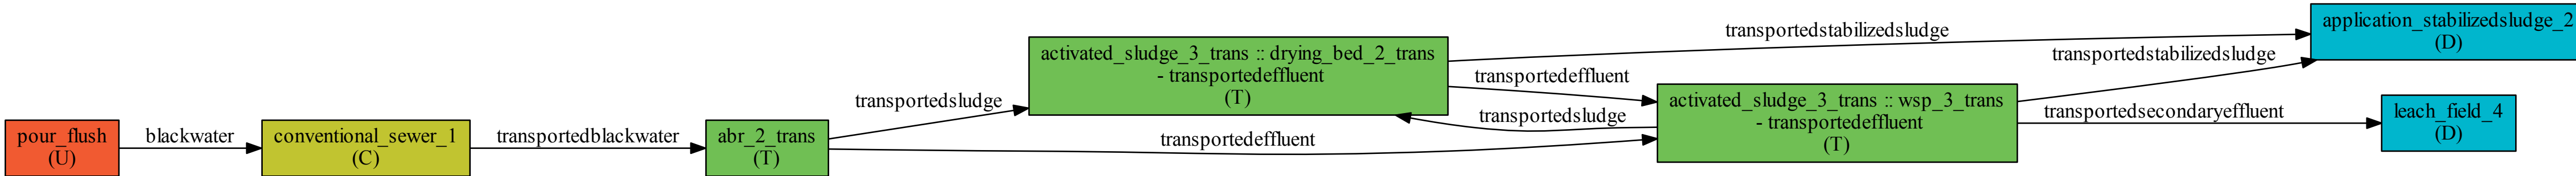 pour_flush
(U)
blackwater
conventional_sewer_1
(C)
transportedblackwater
abr_2_trans
(T)
transportedsludge
transportedeffluent
activated_sludge_3_trans :: drying_bed_2_trans
- transportedeffluent
(T)
transportedstabilizedsludge
transportedeffluent
transportedsludge
activated_sludge_3_trans :: wsp_3_trans
- transportedeffluent
(T)
transportedstabilizedsludge
transportedsecondaryeffluent
application_stabilizedsludge_2
(D)
leach_field_4
(D)